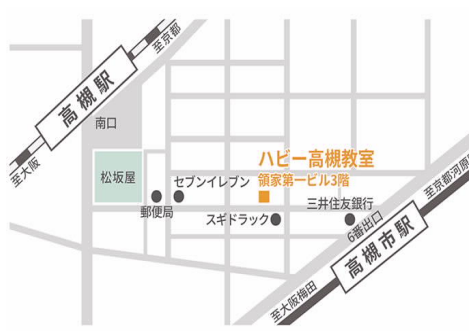 至京都
高槻駅
至大阪
南口
松坂屋
ハビー高槻教室
領家第一ビル3階
セブンイレブン
郵便局
スギドラック
三井住友銀行
6番出口
高槻市駅
至京都河原
至大阪梅田